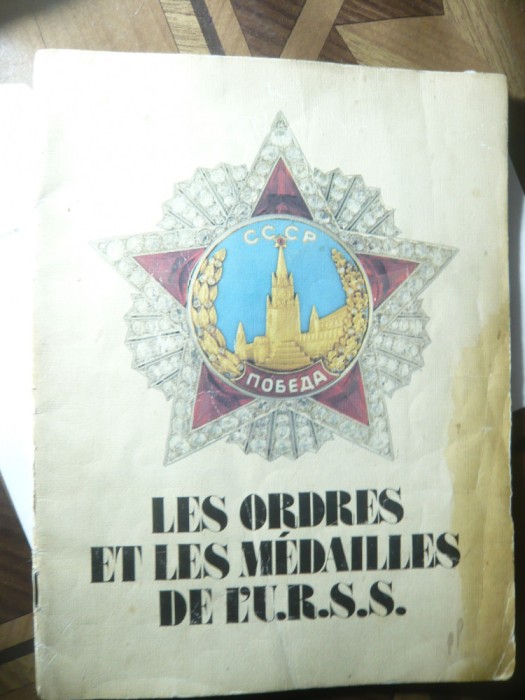 СССР
ПОБЕДА
LES ORDRES
ET LES MÉDAILLES
DE L'U.R.S.S.